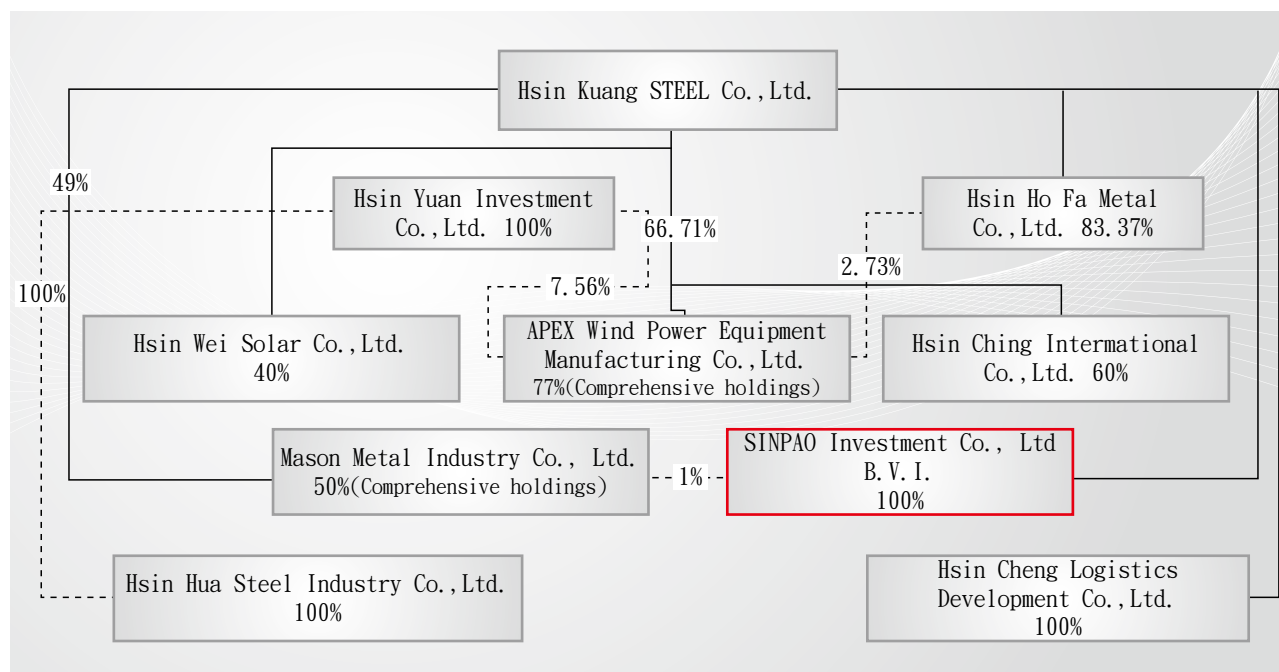 Hsin Kuang STEEL Co.,Ltd.
49%
Hsin Yuan Investment
Co.,Ltd. 100%
66.71%
Hsin Ho Fa Metal
Co.,Ltd. 83.37%
2.73%
100%
7.56%
Hsin Wei Solar Co.,Ltd.
40%
APEX Wind Power Equipment
Manufacturing Co.,Ltd.
77%(Comprehensive holdings)
Hsin Ching Intermational
Co.,Ltd. 60%
Mason Metal Industry Co., Ltd.
50%(Comprehensive holdings)
1%
SINPAO Investment Co., Ltd
B.V.I.
100%
Hsin Hua Steel Industry Co.,Ltd.
100%
Hsin Cheng Logistics
Development Co.,Ltd.
100%